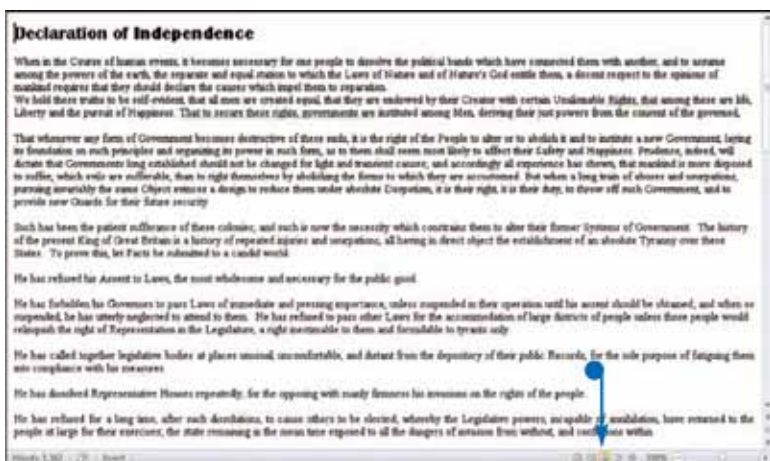 Declaration of Independence
When in the Course of human events, it becomes necessary for one people to dissolve the political bands which have connected them with another, and to assume
among the powers of the earth, the separate and equal station to which the Laws of Nature and of Nature's God entitle them, a decent respect to the opinions of
mankind requires that they should declare the causes which impel them to separation.
We hold these truths to be self-evident, that all men are created equal, that they are endowed by their Creator with certain Unalienable Rights, that among these are life,
Liberty and the pursuit of Happiness. That to secure these rights, governments are instituted among Men, deriving their just powers from the consent of the governed,
That whenever any form of Government becomes destructive of these ends, it is the right of the People to alter or to abolish it and to institute a new Government, laying
its foundation on such principles and organizing its power in such form, as to them shall seem most likely to affect their Safety and Happiness. Prudence, indeed, will
dictate that Governments long established should not be changed for light and transient causes; and accordingly all experience has shown, that mankind is more disposed
to suffer, which evils are sufferable, than to right themselves by abolishing the forms to which they are accustomed. But when a long train of abuses and usurpations,
pursuing invariably the same Object evinces a design to reduce them under absolute Despotism, it is their right, it is their duty, to throw off such Government, and to
provide new Guards for their future security.
Such has been the patient sufferance of these colonies; and such is now the necessity which constrains them to alter their former Systems of Government. The history
of the present King of Great Britain is a history of repeated injuries and usurpations, all having in direct object the establishment of an absolute Tyranny over these
States. To prove this, let Facts be submitted to a candid world.
He has refused his Assent to Laws, the most wholesome and necessary for the public good.
He has forbidden his Governors to pass Laws of immediate and pressing importance, unless suspended in their operation until his assent should be obtained, and when so
suspended, he has utterly neglected to attend to them. He has refused to pass other Laws for the accommodation of large districts of people unless those people would
relinquish the right of Representation in the Legislature, a right inestimable to them and formidable to tyrants only.
He has called together legislative bodies at places unusual, uncomfortable, and distant from the depository of their public Records, for the sole purpose of fatiguing them
into compliance with his measures.
He has dissolved Representative Houses repeatedly, for the opposing with manly firmness his invasions on the rights of the people.
He has refused for a long time, after such dissolutions, to cause others to be elected, whereby the Legislative powers, incapable of annihilation, have returned to the
people at large for their exercises; the state remaining in the mean time exposed to all the dangers of invasion from without, and within.
Insert
100%